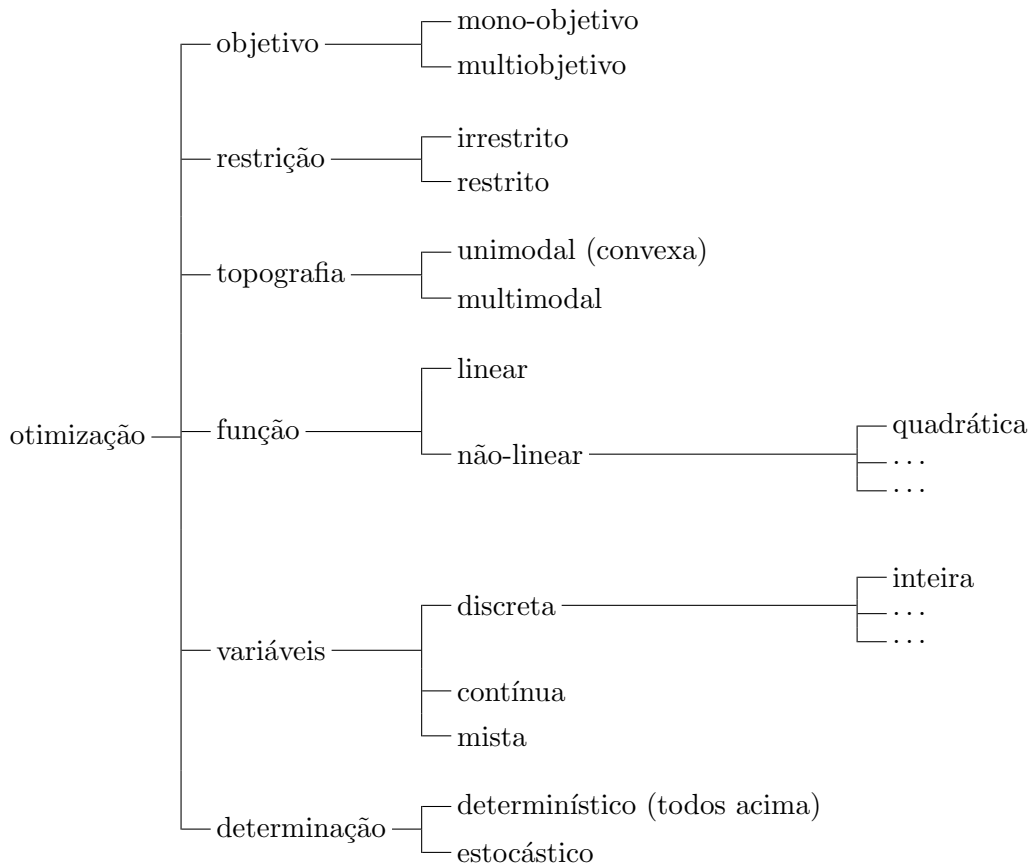 mono-objetivo
objetivo
multiobjetivo
irrestrito
restrição
restrito
unimodal (convexa)
topografia
multimodal
linear
otimização
função
quadrática
não-linear
· · ·
· · ·
inteira
discreta
· · ·
· · ·
variáveis
contínua
mista
determinístico (todos acima)
determinação
estocástico